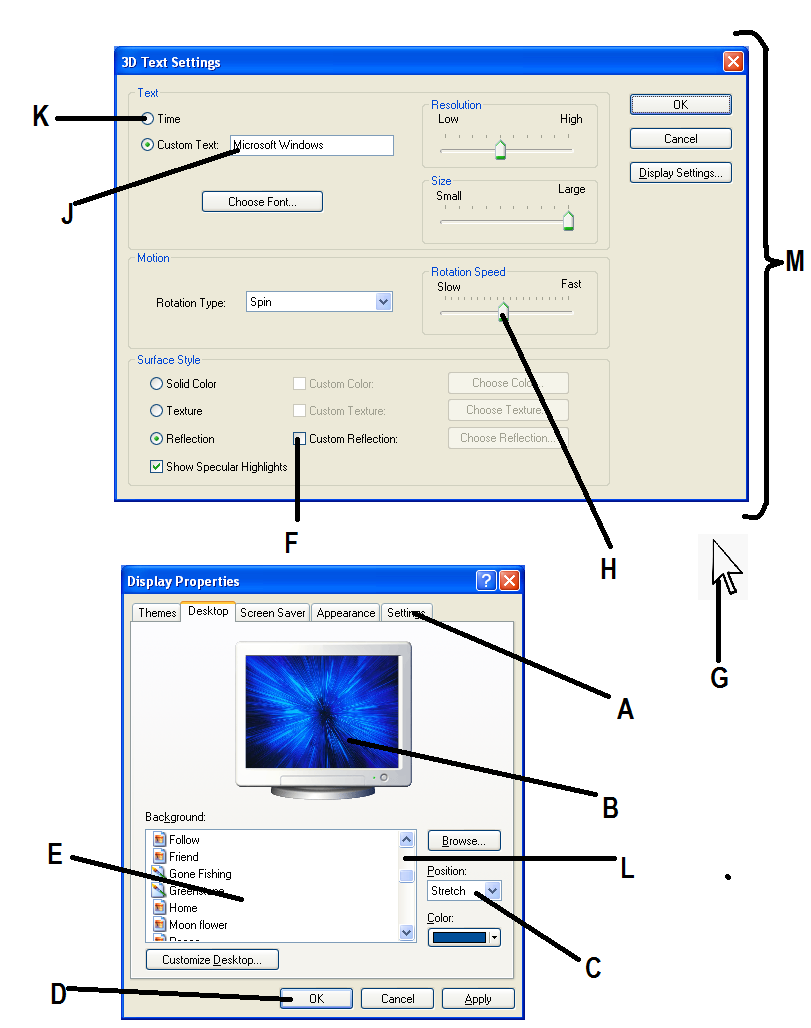 3D Text Settings
Text
K
Time
Custom Text:
Microsoft Windows
J
Choose Font...
Resolution
Low
High
Size
Small
Large
OK
Cancel
Display Settings...
M
Motion
Rotation Type:
Spin
Rotation Speed
Slow
Fast
Surface Style
Solid Color
Custom Color:
Choose Color...
Texture
Custom Texture:
Choose Texture...
Reflection
Custom Reflection:
Choose Reflection...
Show Specular Highlights
F
H
G
Display Properties
Themes
Desktop
Screen Saver
Appearance
Settings
A
B
Background:
E
Follow
Friend
Gone Fishing
Greenstone
Home
Moon flower
Browse...
L
Position:
Stretch
Color:
C
Customize Desktop...
D
OK
Cancel
Apply